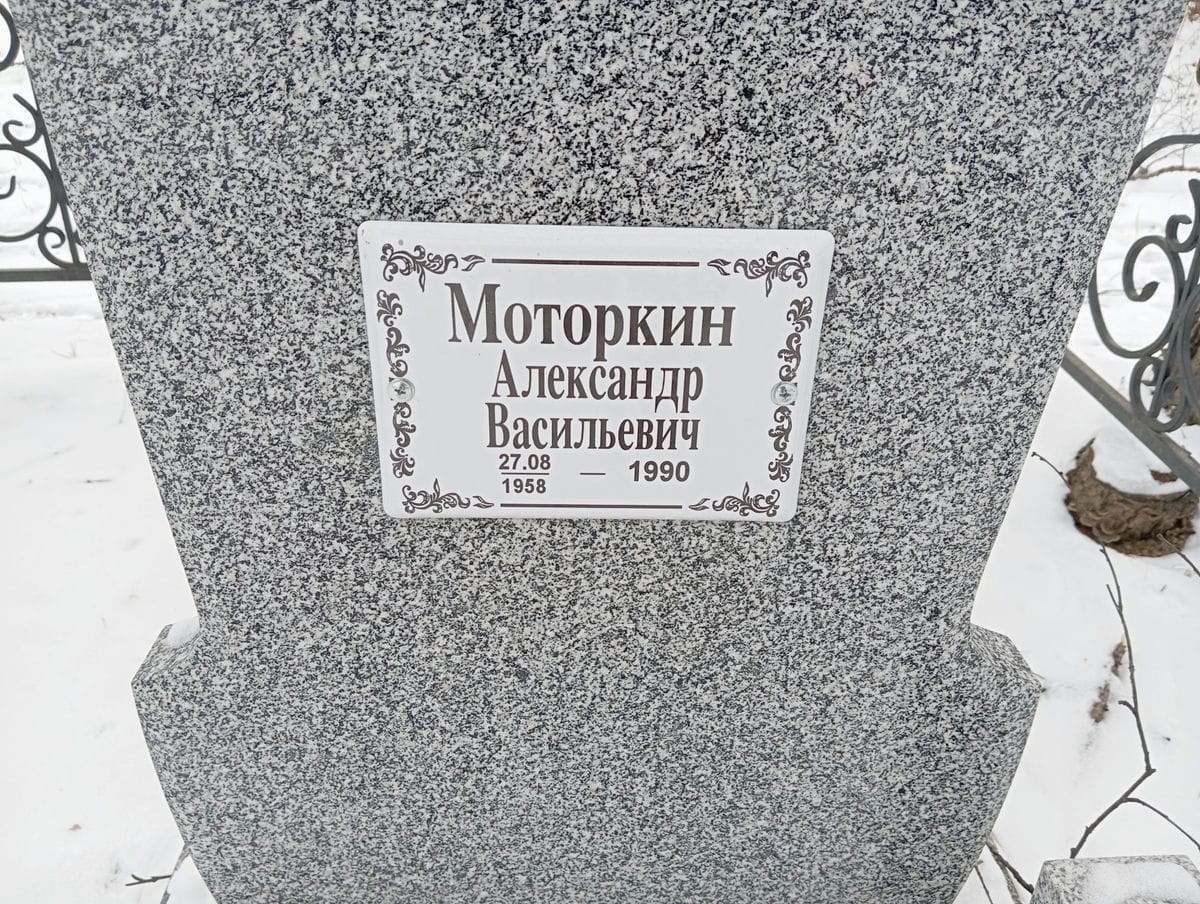 Моторкин
Александр
Васильевич
27.08
1958 — 1990